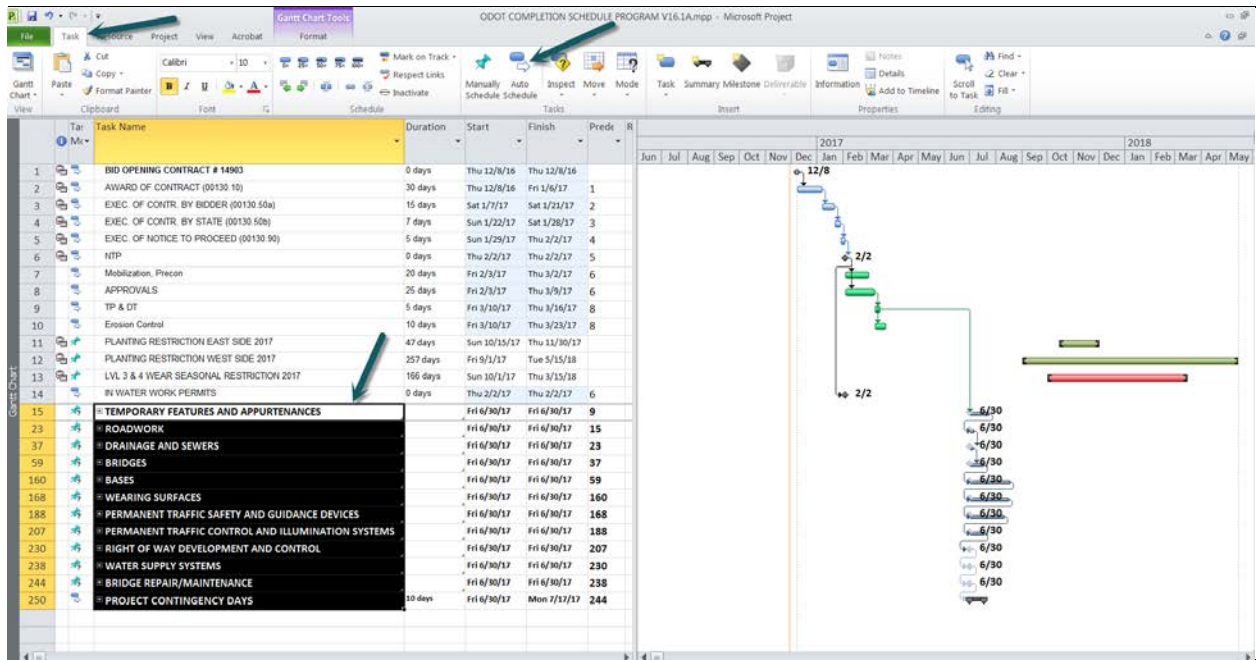 Gantt Chart Tools
ODOT COMPLETION SCHEDULE PROGRAM V16.1A.mpp - Microsoft Project
File Task Resource Project View Acrobat Format
Gantt Chart
View
Paste
Cut
Copy
Format Painter
Clipboard
Calibri 10
B I U A
Font
Mark on Track
Respect Links
Inactivate
Schedule
Manually Schedule
Auto Schedule
Inspect
Move
Mode
Tasks
Task
Summary
Milestone
Deliverable
Insert
Information
Notes
Details
Add to Timeline
Properties
Scroll to Task
Find
Clear
Fill
Editing
Task Name Duration Start Finish Prede R
2017 2018
Jun Jul Aug Sep Oct Nov Dec Jan Feb Mar Apr May Jun Jul Aug Sep Oct Nov Dec Jan Feb Mar Apr May
1 BID OPENING CONTRACT # 14903 0 days Thu 12/8/16 Thu 12/8/16 12/8
2 AWARD OF CONTRACT (00130.10) 30 days Thu 12/8/16 Fri 1/6/17 1
3 EXEC. OF CONTR. BY BIDDER (00130.50a) 15 days Sat 1/7/17 Sat 1/21/17 2
4 EXEC. OF CONTR. BY STATE (00130.50b) 7 days Sun 1/22/17 Sat 1/28/17 3
5 EXEC. OF NOTICE TO PROCEED (00130.90) 5 days Sun 1/29/17 Thu 2/2/17 4
6 NTP 0 days Thu 2/2/17 Thu 2/2/17 5 2/2
7 Mobilization, Precon 20 days Fri 2/3/17 Thu 3/2/17 6
8 APPROVALS 25 days Fri 2/3/17 Thu 3/9/17 6
9 TP & DT 5 days Fri 3/10/17 Thu 3/16/17 8
10 Erosion Control 10 days Fri 3/10/17 Thu 3/23/17 8
11 PLANTING RESTRICTION EAST SIDE 2017 47 days Sun 10/15/17 Thu 11/30/17
12 PLANTING RESTRICTION WEST SIDE 2017 257 days Fri 9/1/17 Tue 5/15/18
13 LVL 3 & 4 WEAR SEASONAL RESTRICTION 2017 166 days Sun 10/1/17 Thu 3/15/18
14 IN WATER WORK PERMITS 0 days Thu 2/2/17 Thu 2/2/17 6 2/2
15 TEMPORARY FEATURES AND APPURTENANCES Fri 6/30/17 Fri 6/30/17 9 6/30
23 ROADWORK Fri 6/30/17 Fri 6/30/17 15 6/30
37 DRAINAGE AND SEWERS Fri 6/30/17 Fri 6/30/17 23 6/30
59 BRIDGES Fri 6/30/17 Fri 6/30/17 37 6/30
160 BASES Fri 6/30/17 Fri 6/30/17 59 6/30
168 WEARING SURFACES Fri 6/30/17 Fri 6/30/17 160 6/30
188 PERMANENT TRAFFIC SAFETY AND GUIDANCE DEVICES Fri 6/30/17 Fri 6/30/17 168 6/30
207 PERMANENT TRAFFIC CONTROL AND ILLUMINATION SYSTEMS Fri 6/30/17 Fri 6/30/17 188 6/30
230 RIGHT OF WAY DEVELOPMENT AND CONTROL Fri 6/30/17 Fri 6/30/17 207 6/30
238 WATER SUPPLY SYSTEMS Fri 6/30/17 Fri 6/30/17 230 6/30
244 BRIDGE REPAIR/MAINTENANCE Fri 6/30/17 Fri 6/30/17 238 6/30
250 PROJECT CONTINGENCY DAYS 10 days Fri 6/30/17 Mon 7/17/17 244
Gantt Chart